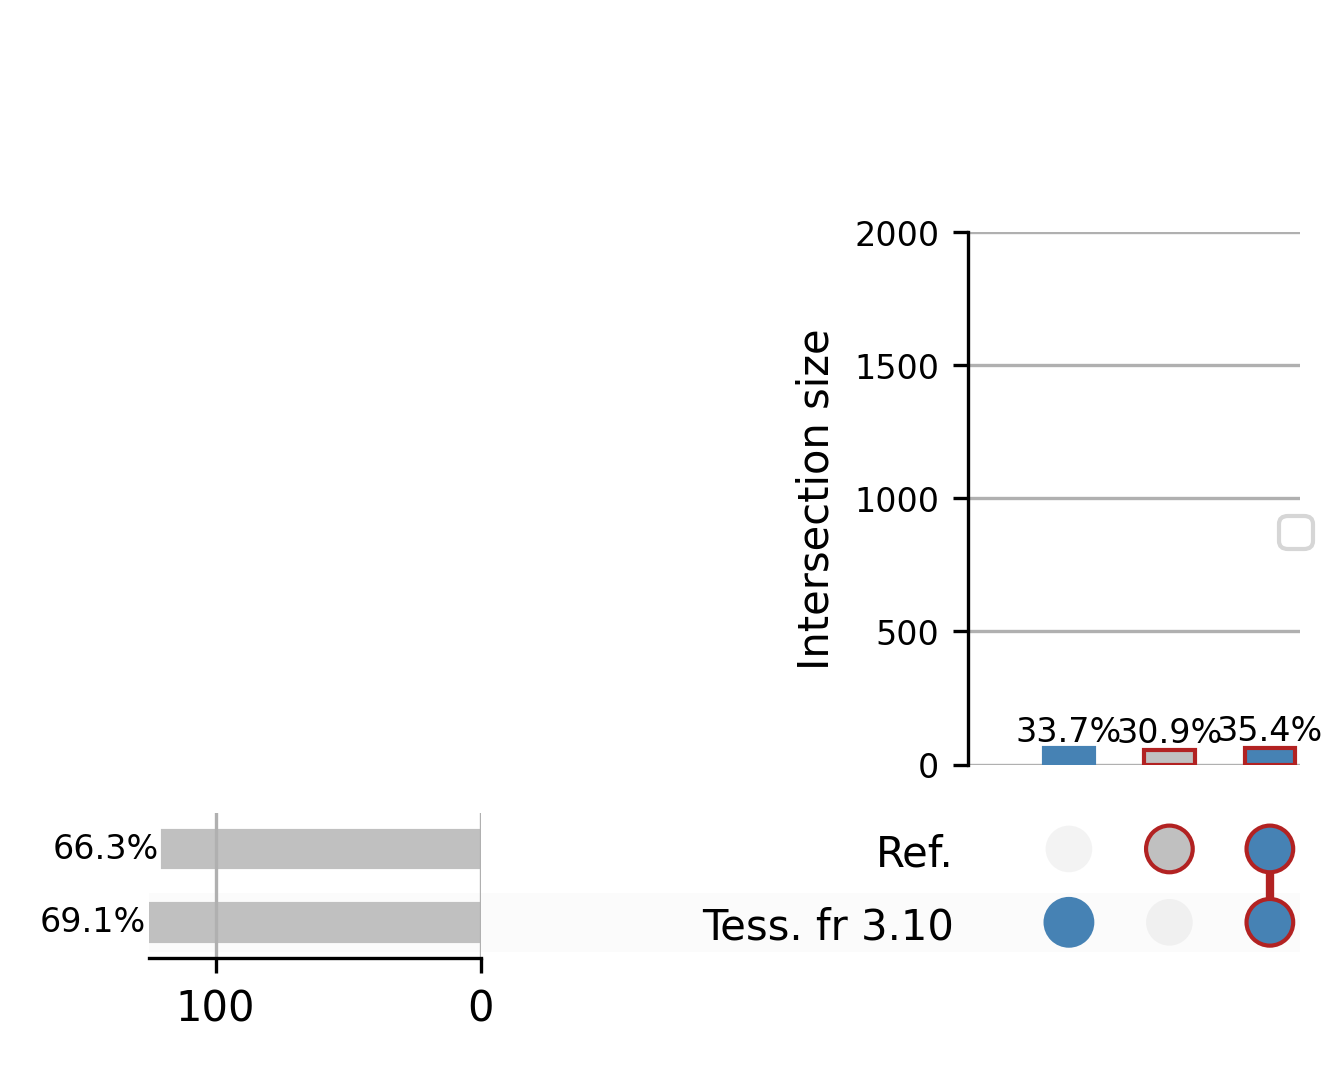 2000
1500
1000
500
0
Intersection size
33.7% 30.9% 35.4%
66.3%
69.1%
100 0
Ref.
Tess. fr 3.10